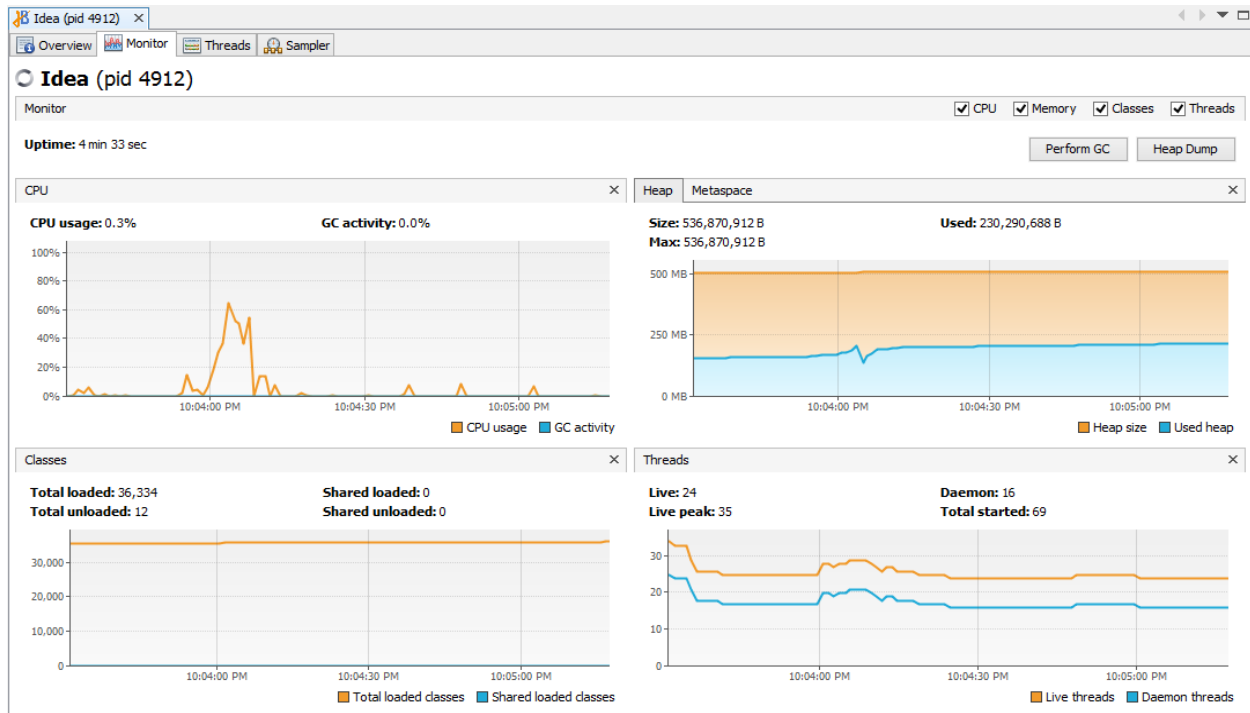 Idea (pid 4912)
Overview Monitor Threads Sampler
Idea (pid 4912)
Monitor CPU Memory Classes Threads
Uptime: 4 min 33 sec
Perform GC Heap Dump
CPU
CPU usage: 0.3% GC activity: 0.0%
100%
80%
60%
40%
20%
0%
10:04:00 PM 10:04:30 PM 10:05:00 PM
CPU usage GC activity
Heap Metaspace
Size: 536,870,912 B Used: 230,290,688 B
Max: 536,870,912 B
500 MB
250 MB
0 MB
10:04:00 PM 10:04:30 PM 10:05:00 PM
Heap size Used heap
Classes
Total loaded: 36,334 Shared loaded: 0
Total unloaded: 12 Shared unloaded: 0
30,000
20,000
10,000
0
10:04:00 PM 10:04:30 PM 10:05:00 PM
Total loaded classes Shared loaded classes
Threads
Live: 24 Daemon: 16
Live peak: 35 Total started: 69
30
20
10
0
10:04:00 PM 10:04:30 PM 10:05:00 PM
Live threads Daemon threads